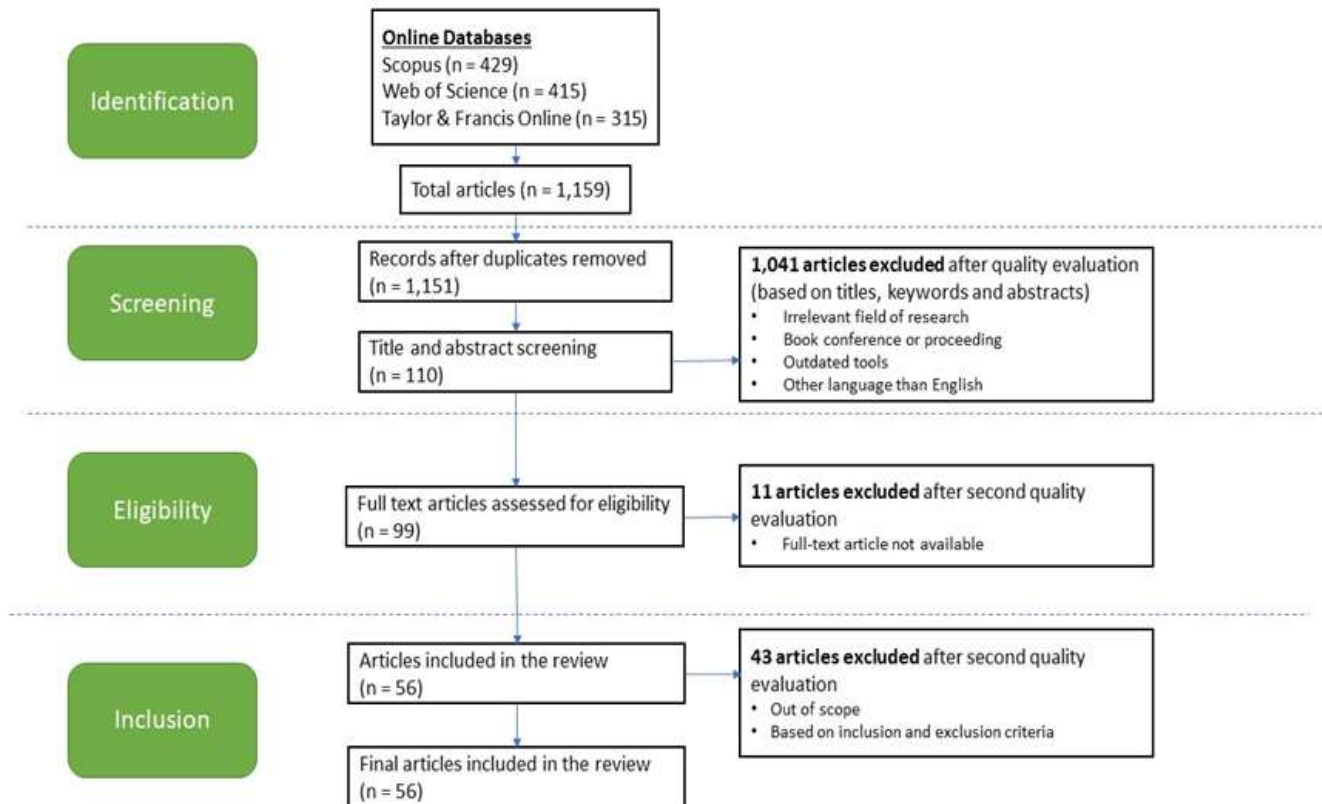 Identification
Online Databases
Scopus (n = 429)
Web of Science (n = 415)
Taylor & Francis Online (n = 315)
Total articles (n = 1,159)
Screening
Records after duplicates removed
(n = 1,151)
Title and abstract screening
(n = 110)
1,041 articles excluded after quality evaluation
(based on titles, keywords and abstracts)
• Irrelevant field of research
• Book conference or proceeding
• Outdated tools
• Other language than English
Eligibility
Full text articles assessed for eligibility
(n = 99)
11 articles excluded after second quality
evaluation
• Full-text article not available
Inclusion
Articles included in the review
(n = 56)
43 articles excluded after second quality
evaluation
• Out of scope
• Based on inclusion and exclusion criteria
Final articles included in the review
(n = 56)